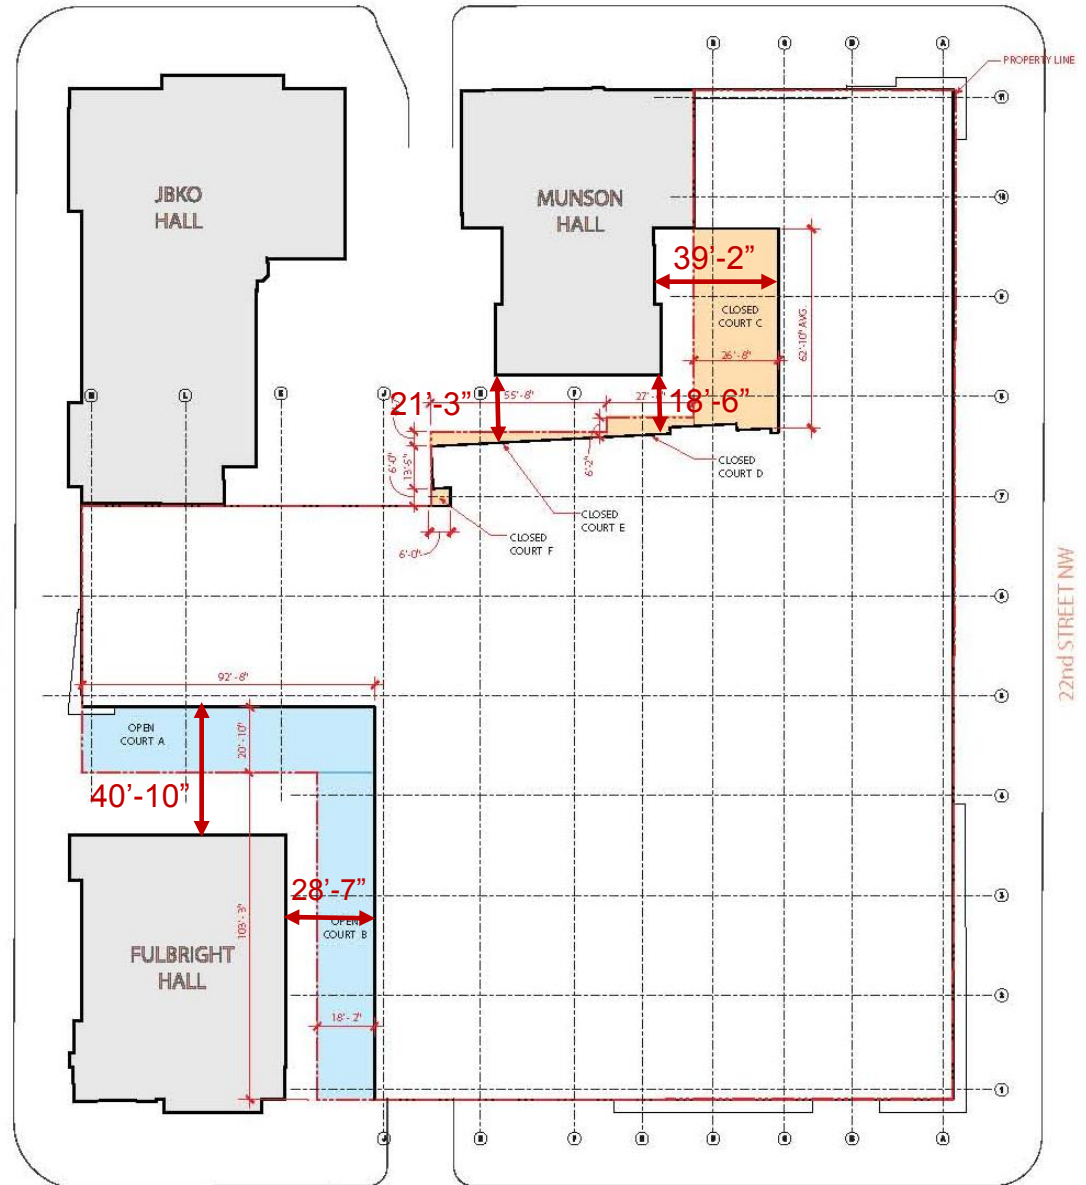 PROPERTY LINE
JBKO
HALL
MUNSON
HALL
39'-2"
CLOSED
COURT C
62'-10" AVG.
26'-8"
21'-3"
55'-8"
18'-6"
6'-0"
13'-5"
6'-2"
CLOSED
COURT D
CLOSED
COURT E
CLOSED
COURT F
6'-0"
22nd STREET NW
92'-8"
OPEN
COURT A
20'-10"
40'-10"
28'-7"
OPEN
COURT B
103'-3"
FULBRIGHT
HALL
18'-2"